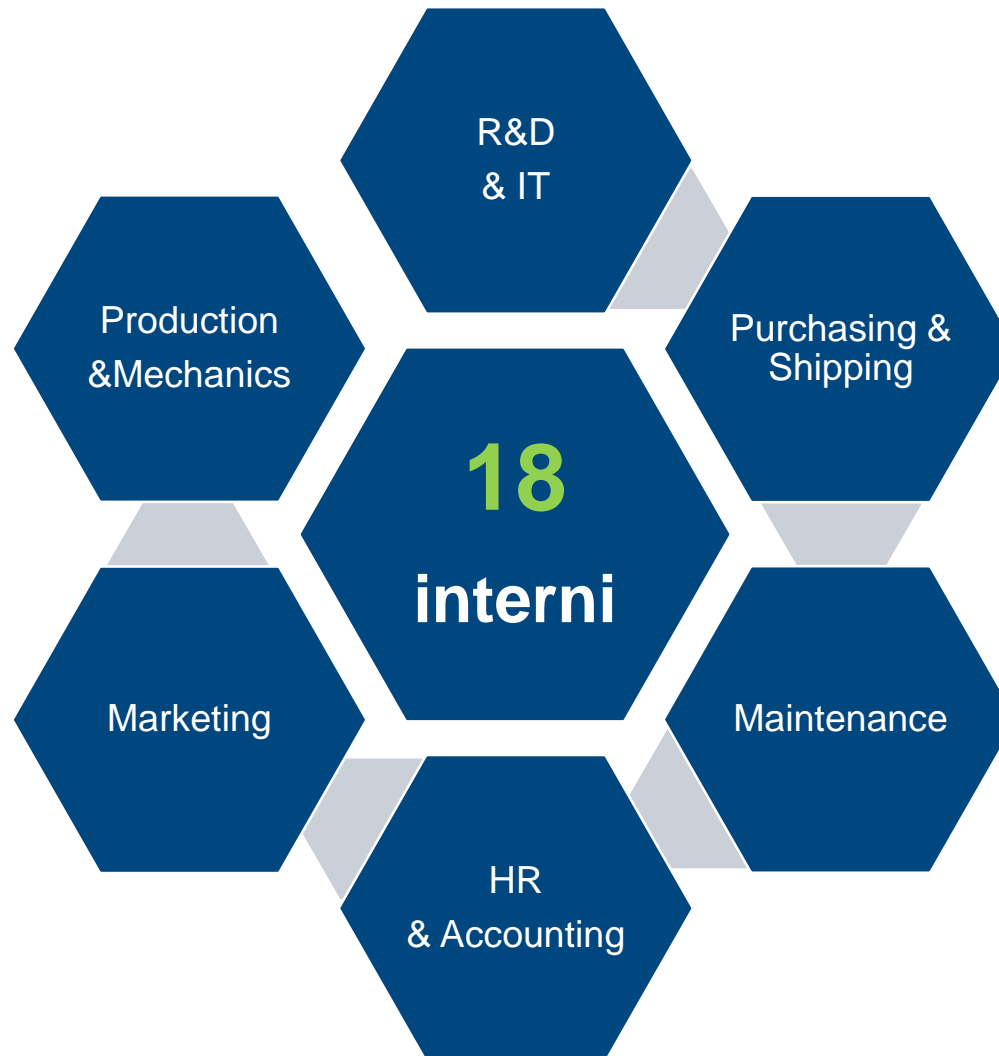 R&D
& IT
Production
&Mechanics
Purchasing &
Shipping
18
interni
Marketing
Maintenance
HR
& Accounting